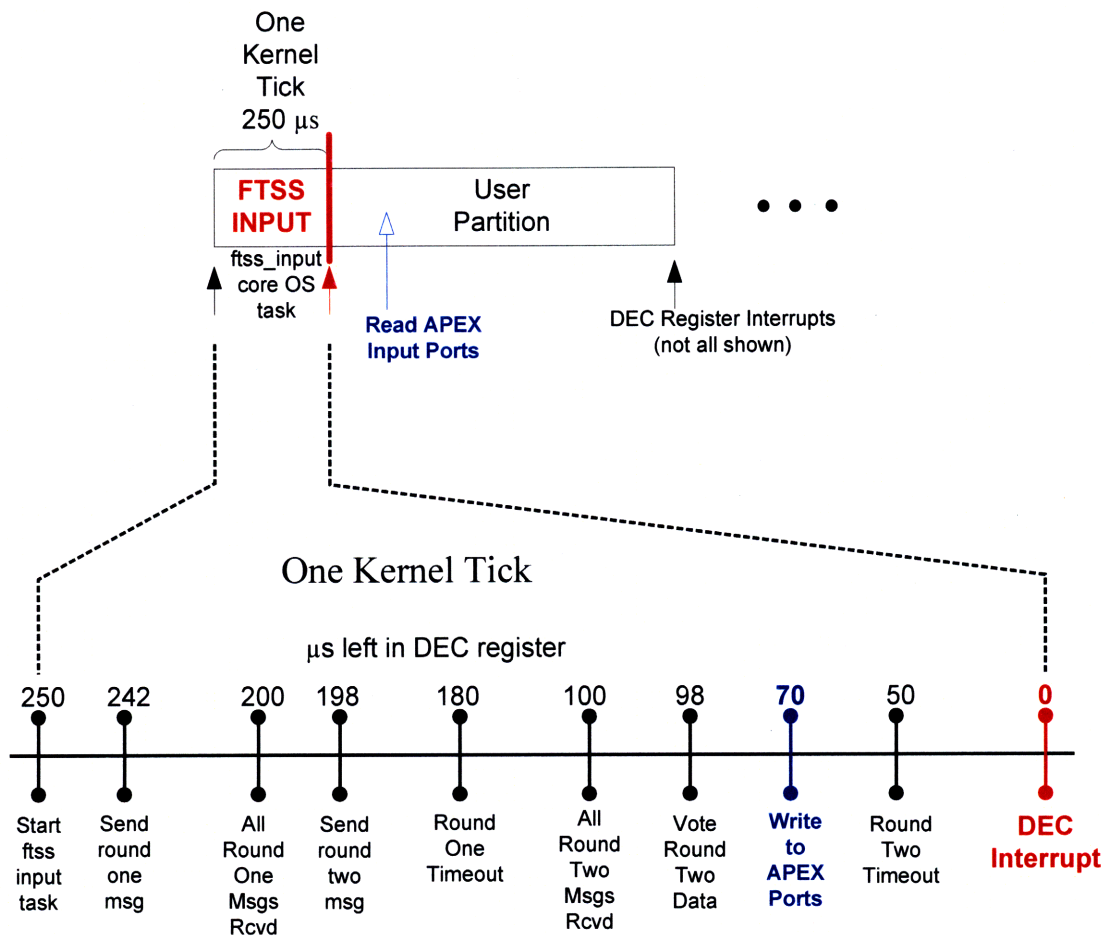 One
Kernel
Tick
250 μs
FTSS
INPUT
User
Partition
ftss_input
core OS
task
Read APEX
Input Ports
DEC Register Interrupts
(not all shown)
One Kernel Tick
μs left in DEC register
250 242 200 198 180 100 98 70 50 0
Start
ftss
input
task
Send
round
one
msg
All
Round
One
Msgs
Rcvd
Send
round
two
msg
Round
One
Timeout
All
Round
Two
Msgs
Rcvd
Vote
Round
Two
Data
Write
to
APEX
Ports
Round
Two
Timeout
DEC
Interrupt